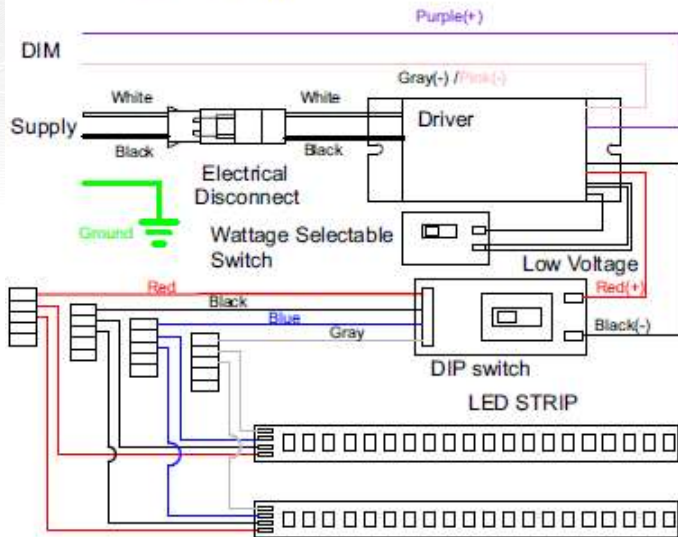 Purple(+)
DIM
Gray(-) /Pink(-)
White
White
Driver
Supply
Black
Black
Electrical
Disconnect
Ground
Wattage Selectable
Switch
Low Voltage
Red
Red(+)
Black
Blue
Gray
Black(-)
DIP switch
LED STRIP